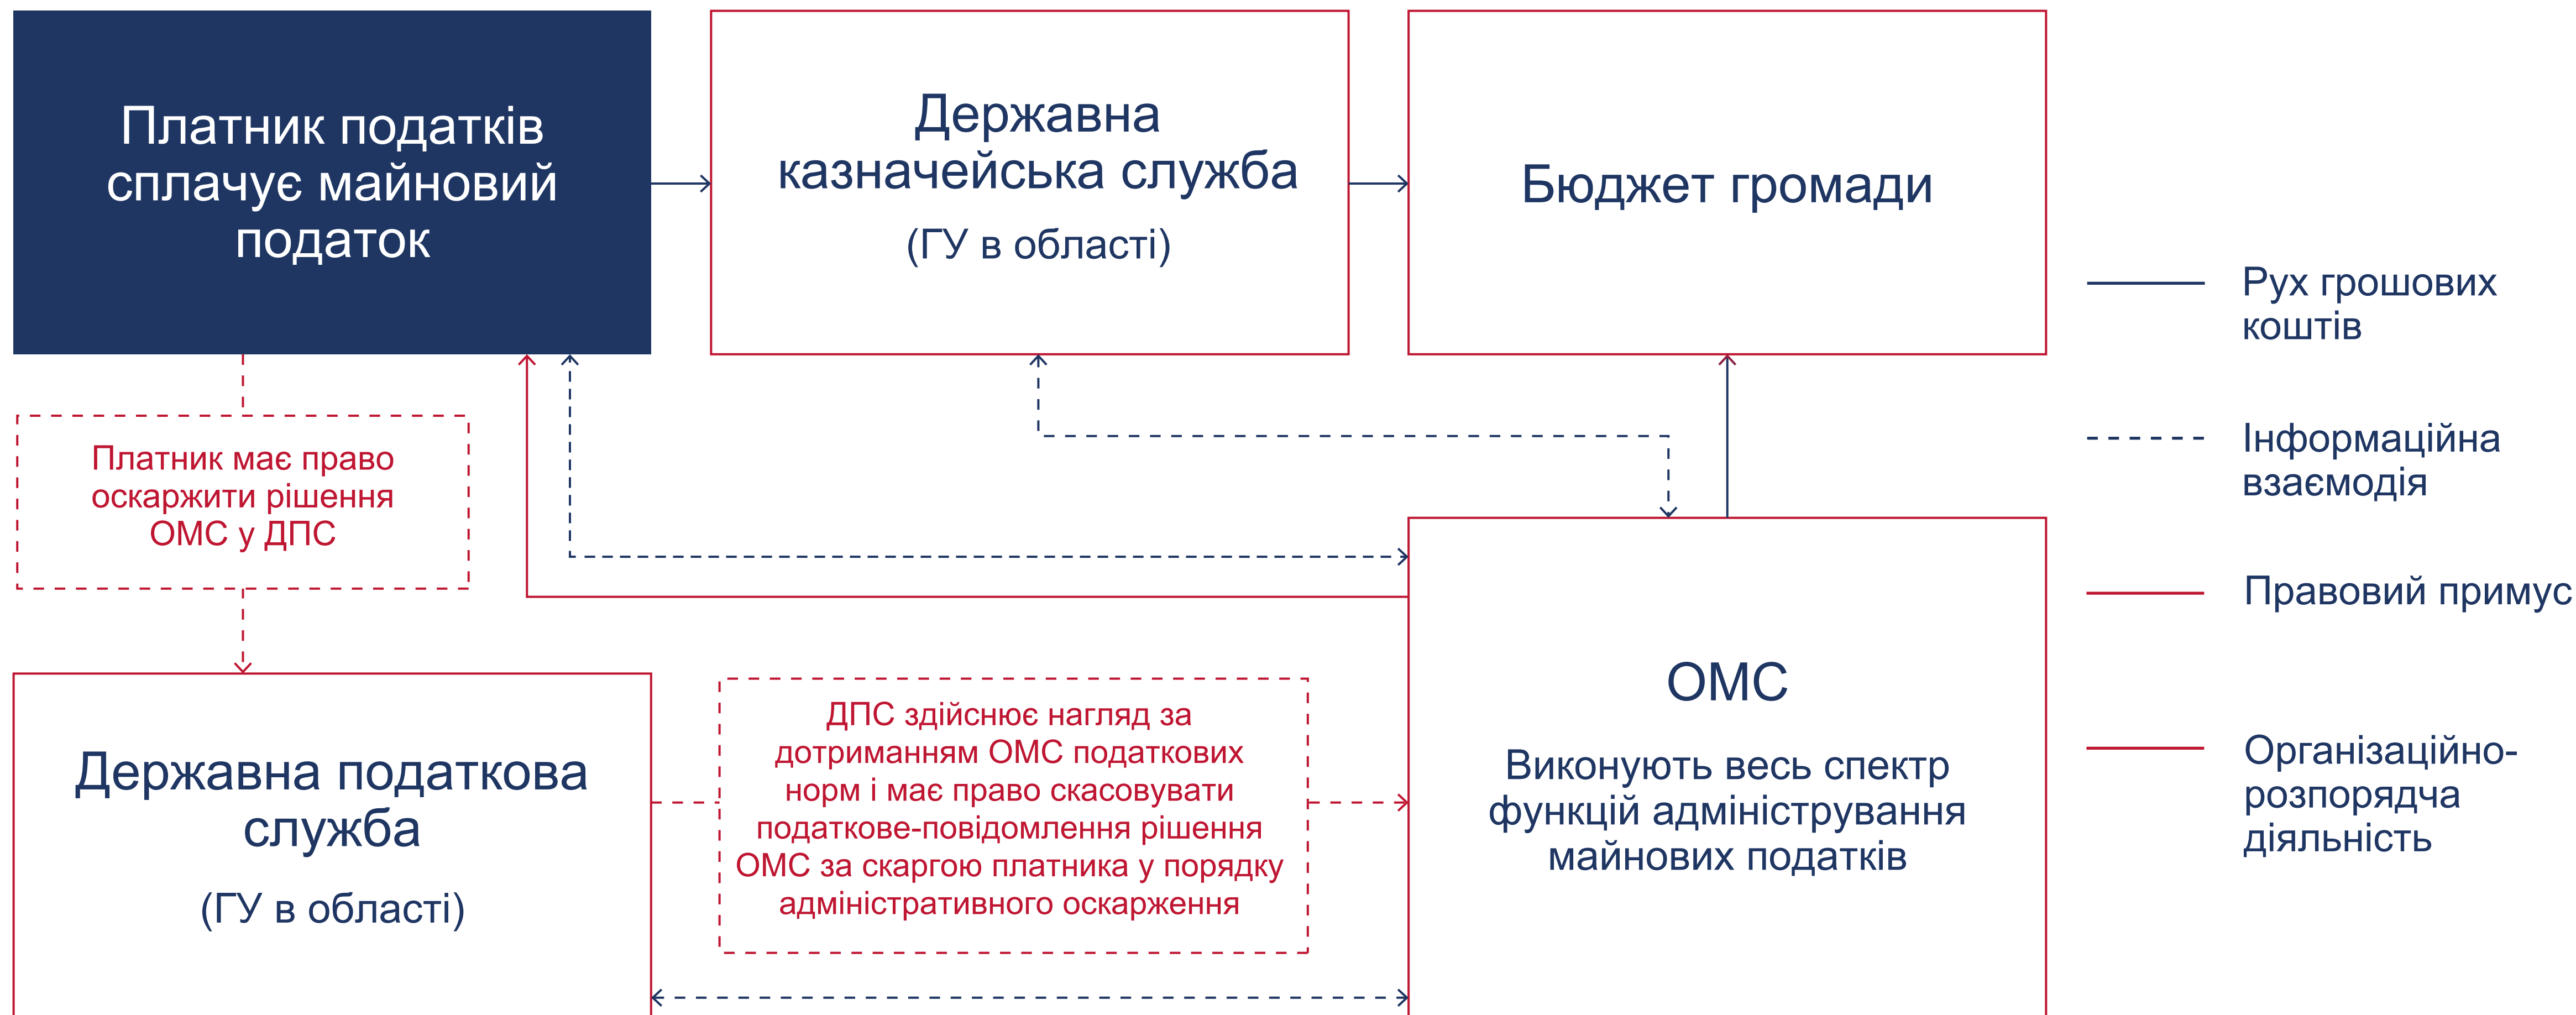 Платник податків
сплачує майновий
податок
Державна
казначейська служба
(ГУ в області)
Бюджет громади
Рух грошових
коштів
Інформаційна
взаємодія
Правовий примус
Організаційно-
розпорядча
діяльність
Платник має право
оскаржити рішення
ОМС у ДПС
Державна податкова
служба
(ГУ в області)
ДПС здійснює нагляд за
дотриманням ОМС податкових
норм і має право скасовувати
податкове-повідомлення рішення
ОМС за скаргою платника у порядку
адміністративного оскарження
ОМС
Виконують весь спектр
функцій адміністрування
майнових податків